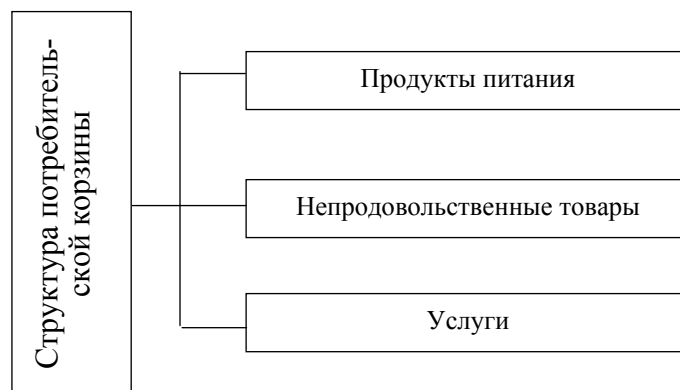 Структура потребитель-
ской корзины
Продукты питания
Непродовольственные товары
Услуги